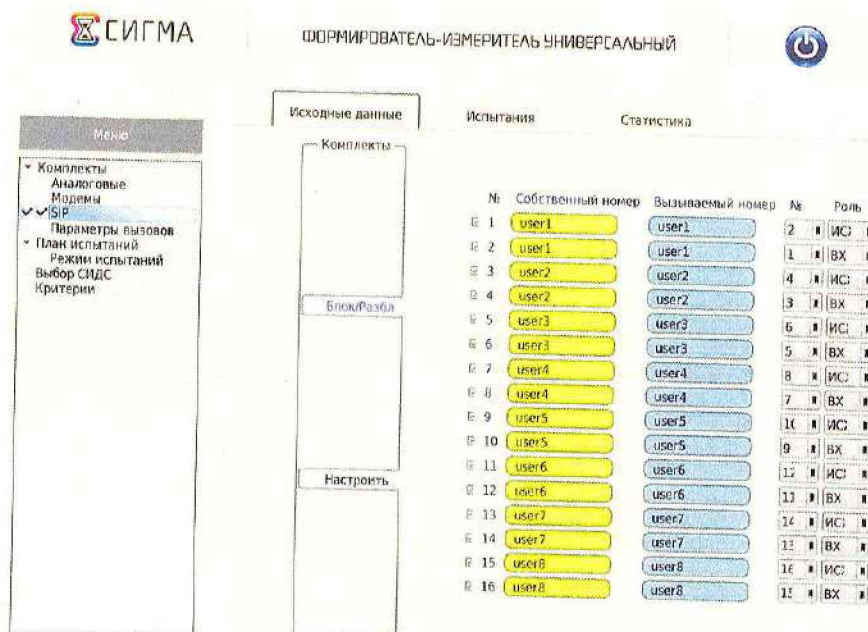 СИГМА
ФОРМИРОВАТЕЛЬ-ИЗМЕРИТЕЛЬ УНИВЕРСАЛЬНЫЙ
Исходные данные Испытания Статистика
Меню
Комплекты
Аналоговые
Модемы
SIP
Параметры вызовов
План испытаний
Режим испытаний
Выбор СИДС
Критерии
Комплекты
Блок/Разбл
Настроить
№ Собственный номер Вызываемый номер № Роль
1 user1 user1 2 ИС
2 user1 user1 1 ВХ
3 user2 user2 4 ИС
4 user2 user2 3 ВХ
5 user3 user3 6 ИС
6 user3 user3 5 ВХ
7 user4 user4 8 ИС
8 user4 user4 7 ВХ
9 user5 user5 ИС
10 user5 user5 9 ВХ
11 user6 user6 12 ИС
12 user6 user6 11 ВХ
13 user7 user7 14 ИС
14 user7 user7 ВХ
15 user8 user8 ИС
16 user8 user8 ВХ